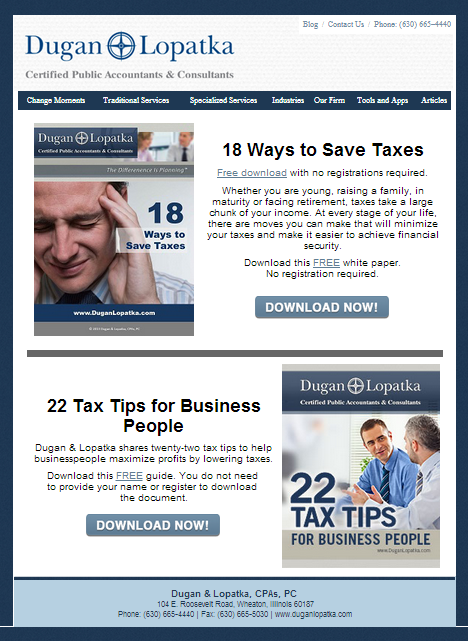 Blog / Contact Us / Phone: (630) 665-4440
Dugan Lopatka
Certified Public Accountants & Consultants
Change Moments Traditional Services Specialized Services Industries Our Firm Tools and Apps Articles
Dugan Lopatka
Certified Public Accountants & Consultants
The Difference Is Planning
18
Ways to
Save Taxes
www.DuganLopatka.com
© 2013 Dugan & Lopatka, CPAs, PC
18 Ways to Save Taxes
Free download with no registrations required.
Whether you are young, raising a family, in
maturity or facing retirement, taxes take a large
chunk of your income. At every stage of your life,
there are moves you can make that will minimize
your taxes and make it easier to achieve financial
security.
Download this FREE white paper.
No registration required.
DOWNLOAD NOW!
22 Tax Tips for Business
People
Dugan & Lopatka shares twenty-two tax tips to help
businesspeople maximize profits by lowering taxes.
Download this FREE guide. You do not need
to provide your name or register to download
the document.
DOWNLOAD NOW!
Dugan Lopatka
Certified Public Accountants & Consultants
22
TAX TIPS
FOR BUSINESS PEOPLE
www.DuganLopatka.com
Dugan & Lopatka, CPAs, PC
104 E. Roosevelt Road, Wheaton, Illinois 60187
Phone: (630) 665-4440 | Fax: (630) 665-5030 | www.duganlopatka.com